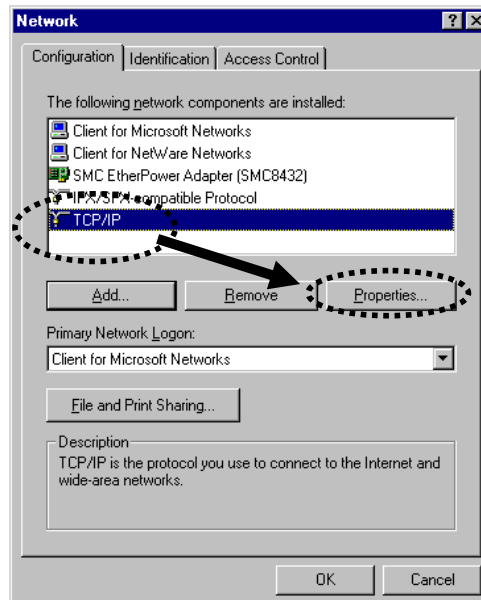 Network
Configuration Identification Access Control
The following network components are installed:
Client for Microsoft Networks
Client for NetWare Networks
SMC EtherPower Adapter (SMC8432)
IPX/SPX-compatible Protocol
TCP/IP
Add... Remove Properties...
Primary Network Logon:
Client for Microsoft Networks
File and Print Sharing...
Description
TCP/IP is the protocol you use to connect to the Internet and
wide-area networks.
OK Cancel